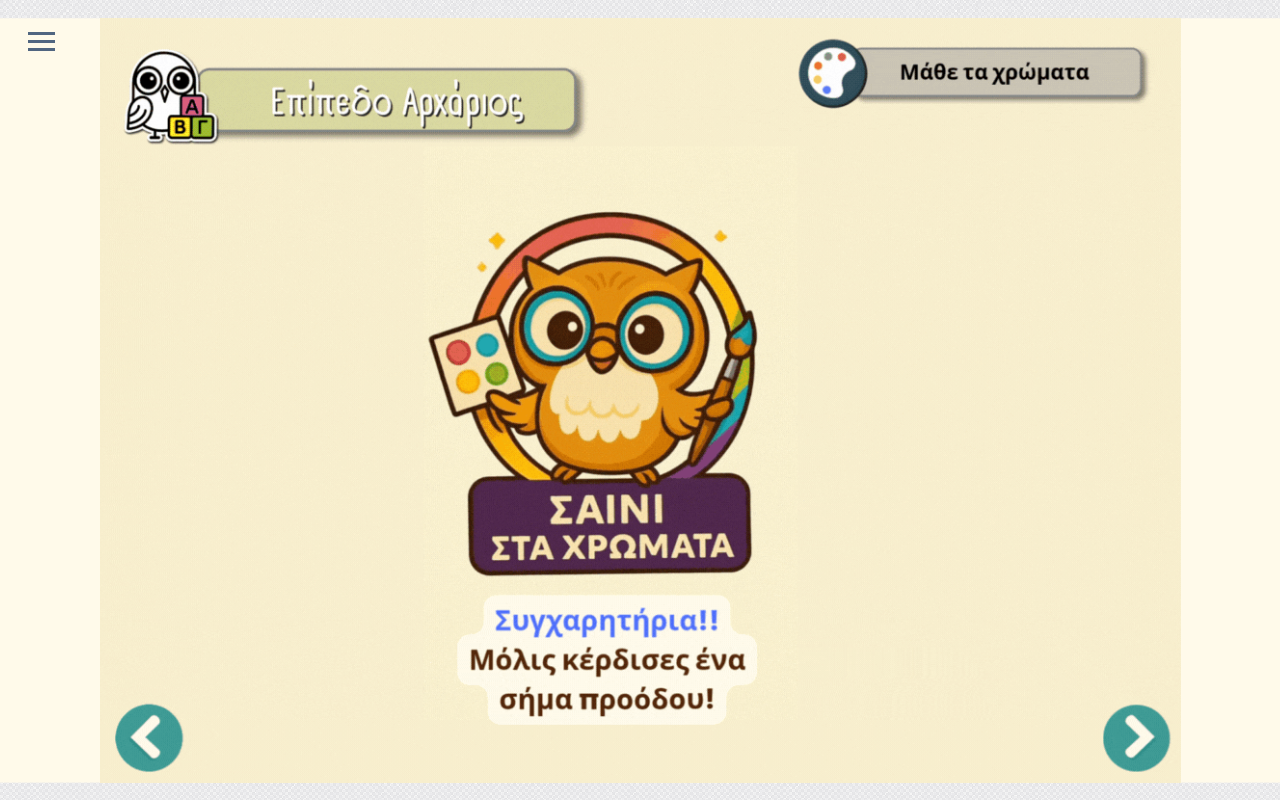 Επίπεδο Αρχάριος
Μάθε τα χρώματα
Α
Β Γ
ΣΑΙΝΙ
ΣΤΑ ΧΡΩΜΑΤΑ
Συγχαρητήρια!!
Μόλις κέρδισες ένα
σήμα προόδου!